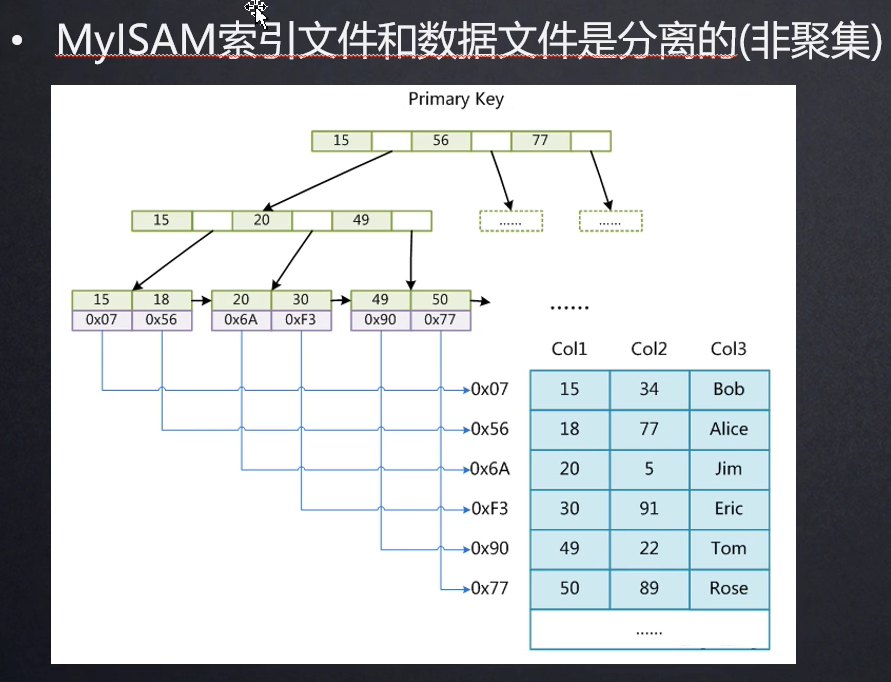 • MyISAM索引文件和数据文件是分离的(非聚集)
Primary Key
15 56 77
15 20 49
...... ......
15 18 20 30 49 50
0x07 0x56 0x6A 0xF3 0x90 0x77
......
Col1 Col2 Col3
0x07 15 34 Bob
0x56 18 77 Alice
0x6A 20 5 Jim
0xF3 30 91 Eric
0x90 49 22 Tom
0x77 50 89 Rose
......